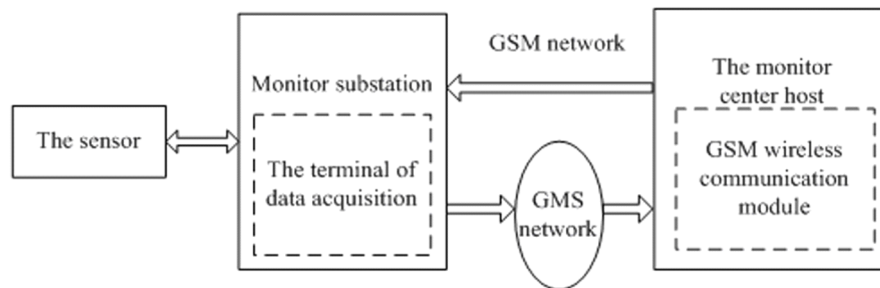 The sensor
Monitor substation
The terminal of
data acquisition
GSM network
GMS
network
The monitor
center host
GSM wireless
communication
module